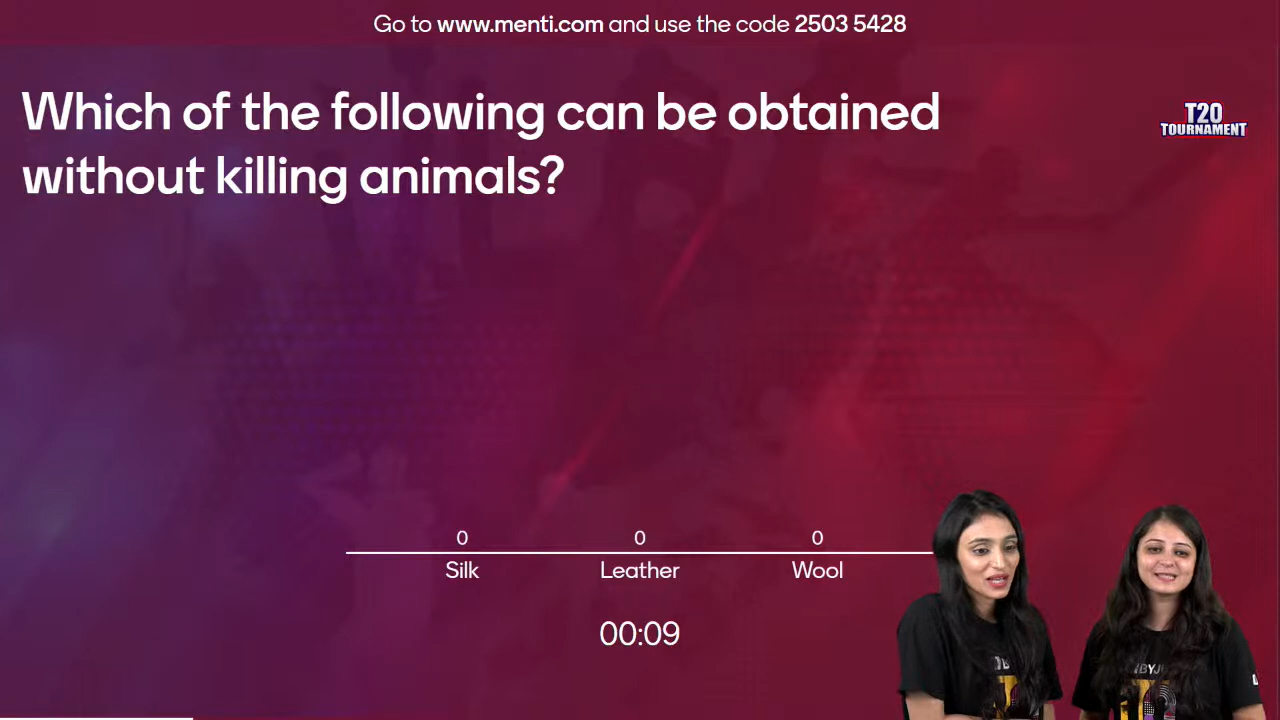 Go to www.menti.com and use the code 2503 5428
Which of the following can be obtained
without killing animals?
T20
TOURNAMENT
0
0
0
Silk
Leather
Wool
00:09